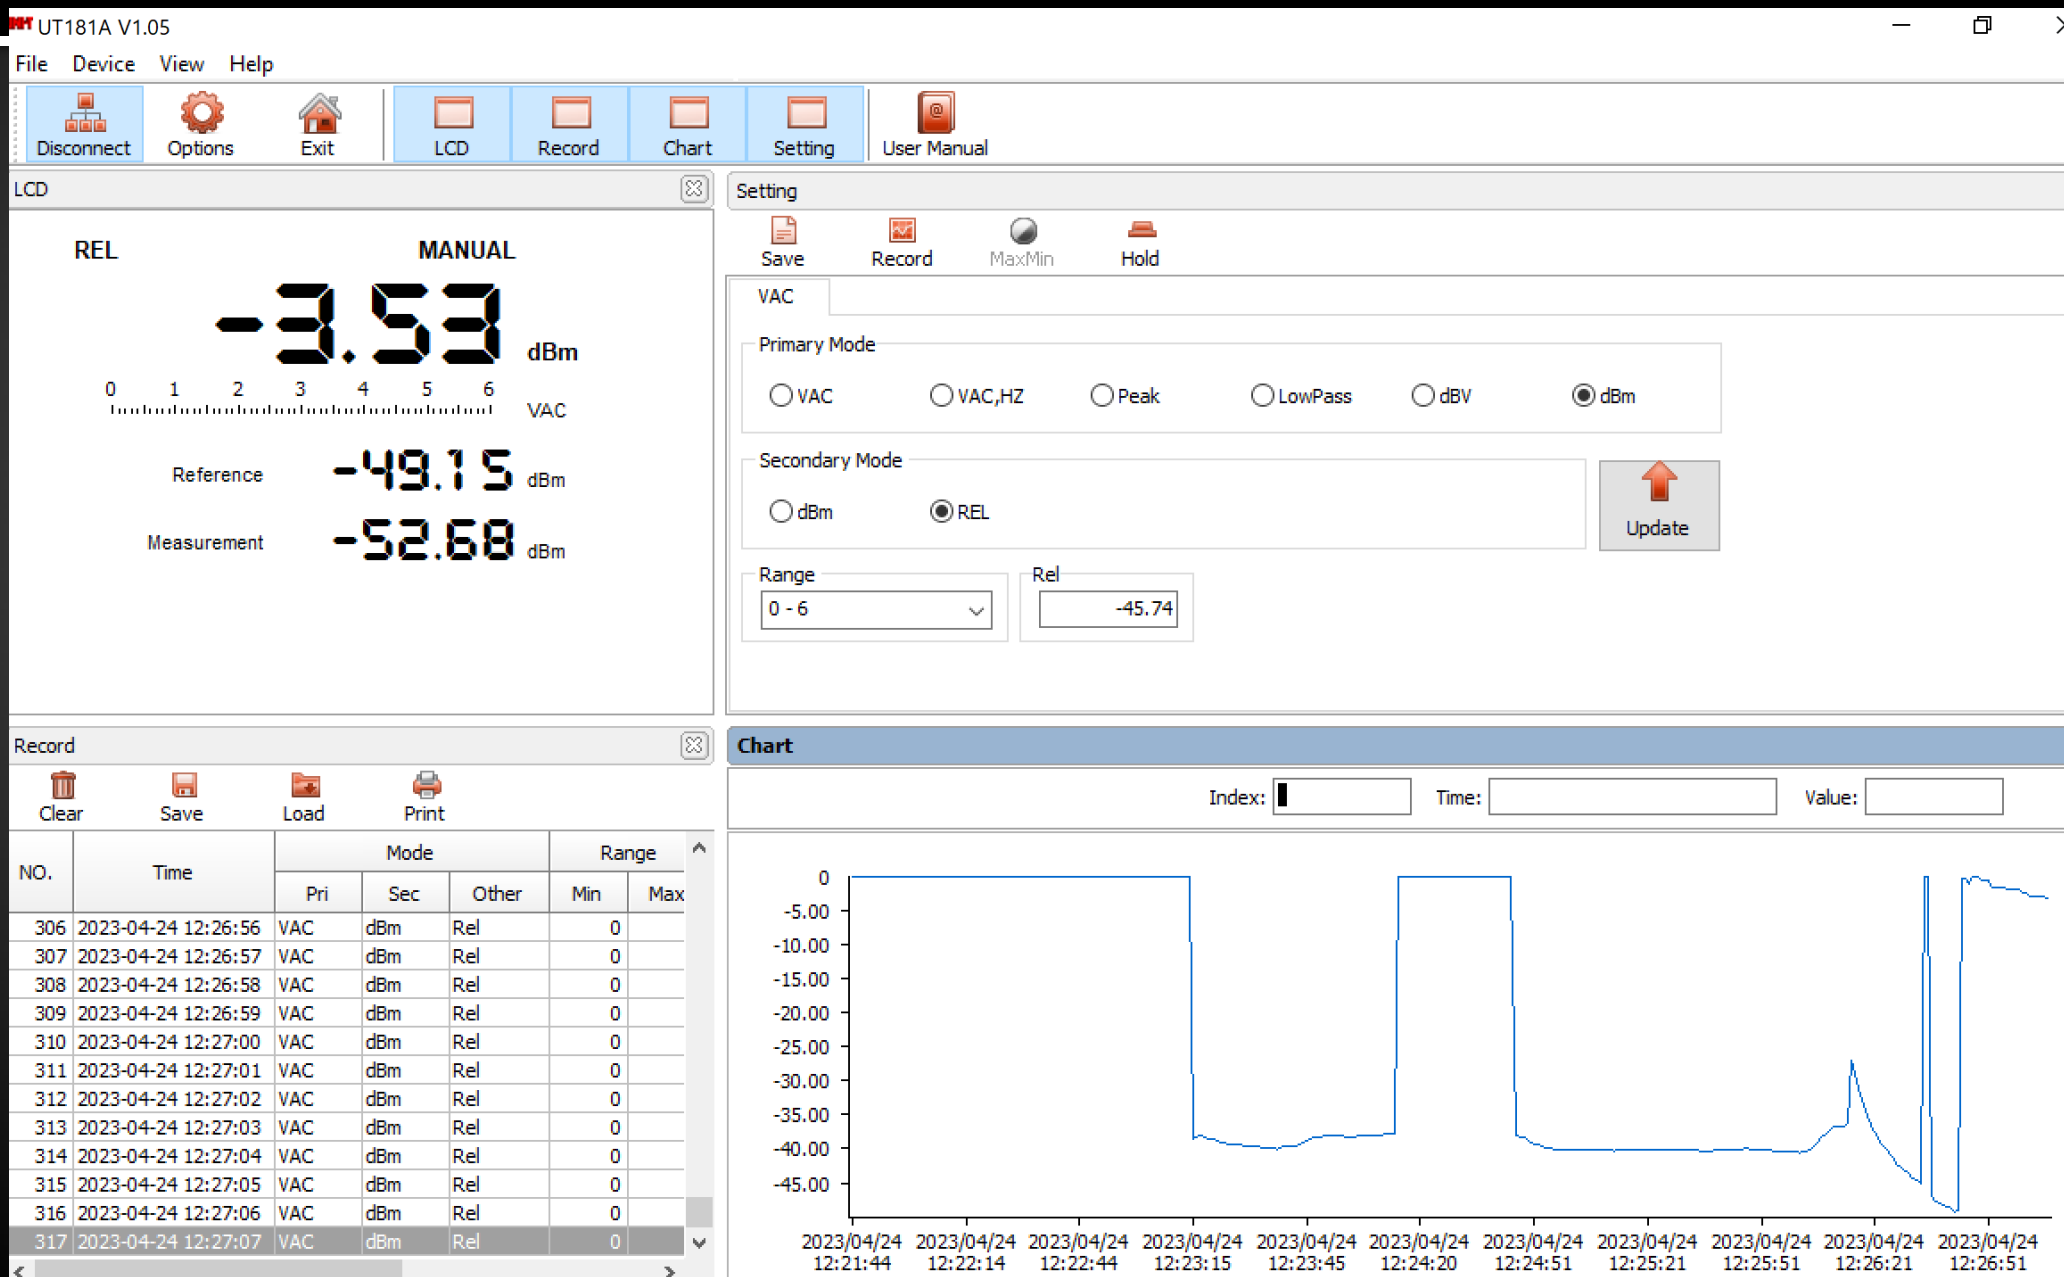 UT181A V1.05
File Device View Help
Disconnect Options Exit LCD Record Chart Setting User Manual
LCD
REL MANUAL
-3.53 dBm
0 1 2 3 4 5 6
VAC
Reference -49.15 dBm
Measurement -52.68 dBm
Setting
Save Record MaxMin Hold
VAC
Primary Mode
VAC VAC,HZ Peak LowPass dBV dBm
Secondary Mode
dBm REL
Update
Range Rel
0 - 6 -45.74
Record
Clear Save Load Print
NO. Time Mode Range
Pri Sec Other Min Max
306 2023-04-24 12:26:56 VAC dBm Rel 0
307 2023-04-24 12:26:57 VAC dBm Rel 0
308 2023-04-24 12:26:58 VAC dBm Rel 0
309 2023-04-24 12:26:59 VAC dBm Rel 0
310 2023-04-24 12:27:00 VAC dBm Rel 0
311 2023-04-24 12:27:01 VAC dBm Rel 0
312 2023-04-24 12:27:02 VAC dBm Rel 0
313 2023-04-24 12:27:03 VAC dBm Rel 0
314 2023-04-24 12:27:04 VAC dBm Rel 0
315 2023-04-24 12:27:05 VAC dBm Rel 0
316 2023-04-24 12:27:06 VAC dBm Rel 0
317 2023-04-24 12:27:07 VAC dBm Rel 0
Chart
Index: Time: Value:
0
-5.00
-10.00
-15.00
-20.00
-25.00
-30.00
-35.00
-40.00
-45.00
2023/04/24 2023/04/24 2023/04/24 2023/04/24 2023/04/24 2023/04/24 2023/04/24 2023/04/24 2023/04/24 2023/04/24 2023/04/24
12:21:44 12:22:14 12:22:44 12:23:15 12:23:45 12:24:20 12:24:51 12:25:21 12:25:51 12:26:21 12:26:51